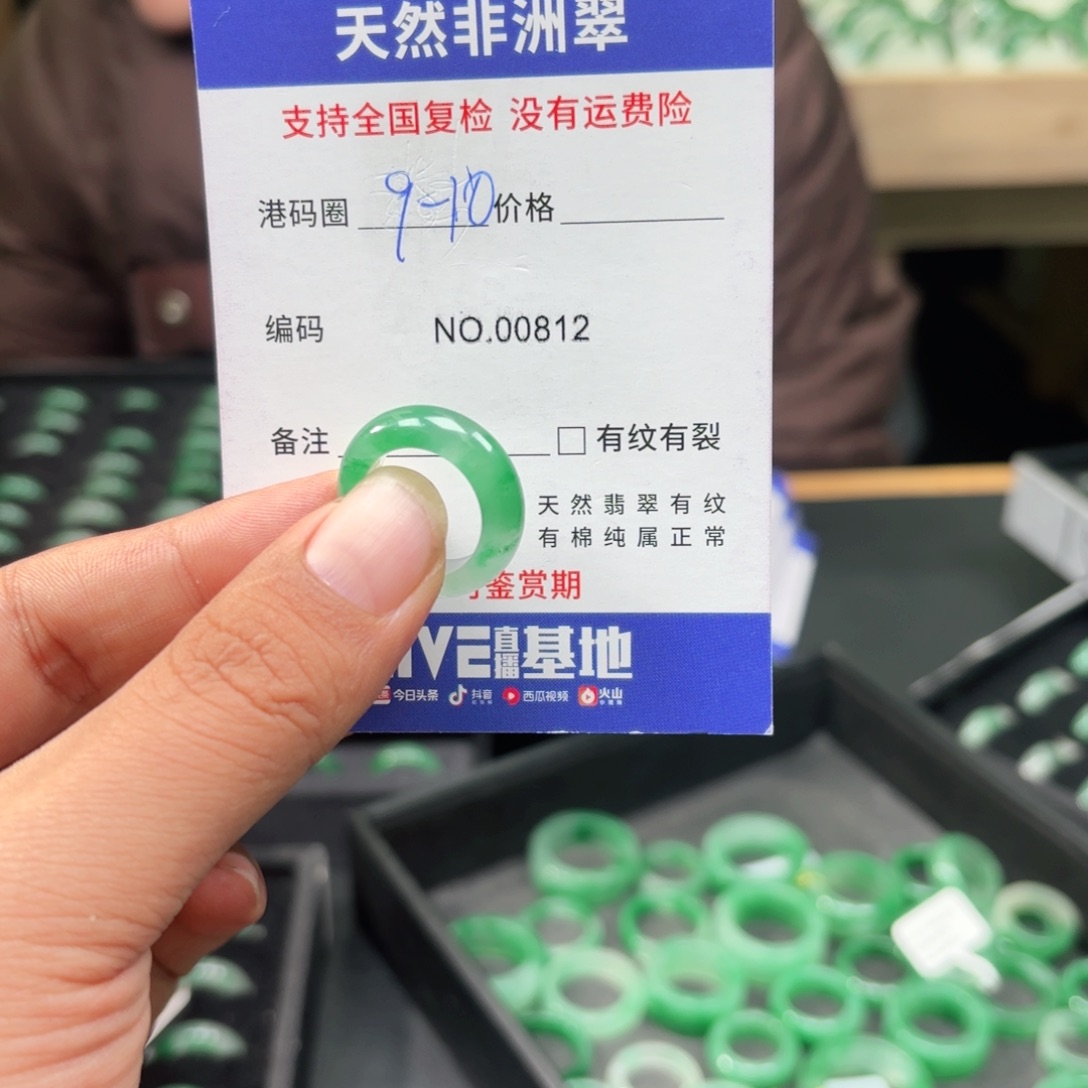 天然非洲翠
支持全国复检 没有运费险
港码圈 9-10 价格
编码 NO.00812
备注 □ 有纹有裂
天然翡翠有纹
有棉纯属正常
鉴赏期
IVE 直播 基地
今日头条 抖音 西瓜视频 火山